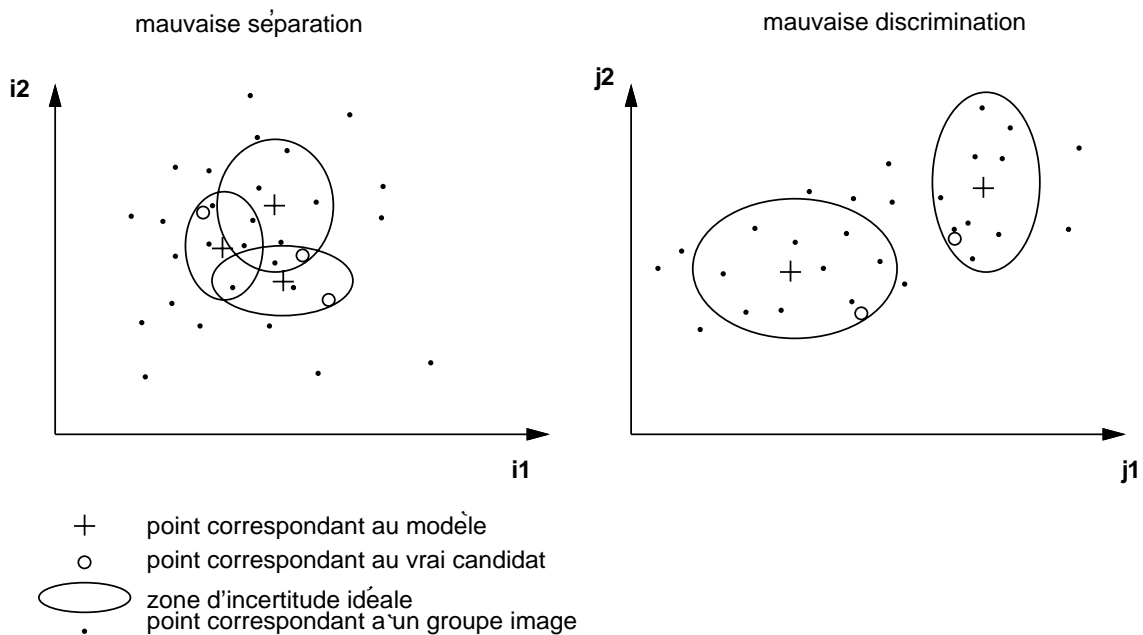 mauvaise séparation
mauvaise discrimination
i2
j2
i1
j1
point correspondant au modèle
point correspondant au vrai candidat
zone d'incertitude idéale
point correspondant à un groupe image